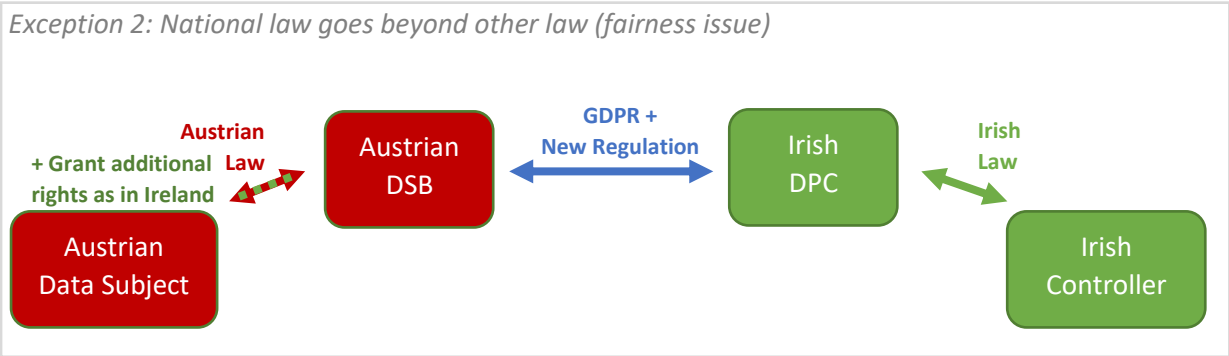 Exception 2: National law goes beyond other law (fairness issue)
Austrian
Law
+ Grant additional
rights as in Ireland
Austrian
DSB
GDPR +
New Regulation
Irish
DPC
Irish
Law
Austrian
Data Subject
Irish
Controller